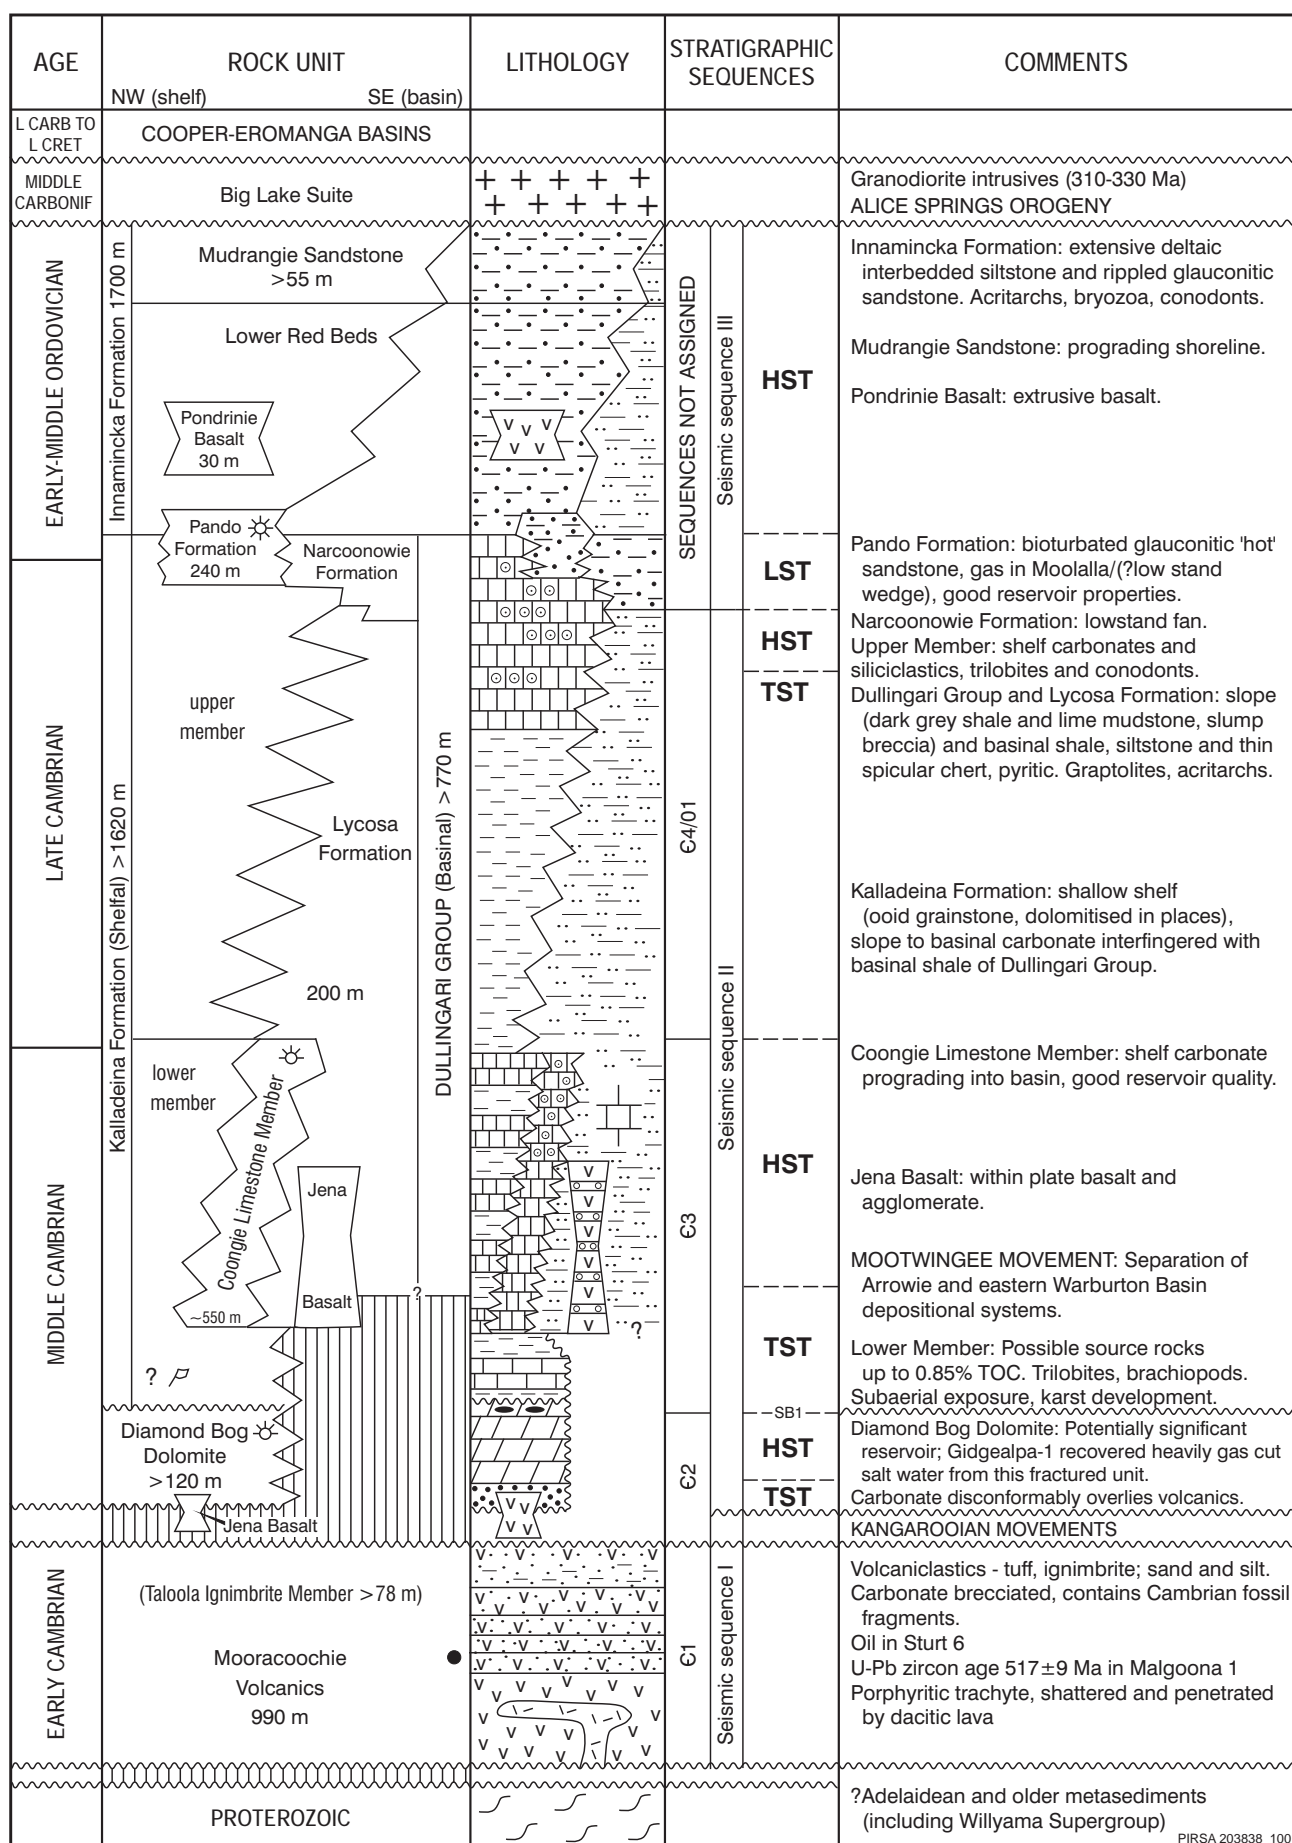 AGE
ROCK UNIT
NW (shelf)
SE (basin)
LITHOLOGY
STRATIGRAPHIC
SEQUENCES
COMMENTS
L CARB TO
L CRET
COOPER-EROMANGA BASINS
MIDDLE
CARBONIF
Big Lake Suite
Granodiorite intrusives (310-330 Ma)
ALICE SPRINGS OROGENY
EARLY-MIDDLE ORDOVICIAN
Innamincka Formation 1700 m
Mudrangie Sandstone
>55 m
Lower Red Beds
Pondrinie
Basalt
30 m
Pando
Formation
240 m
Narcoonowie
Formation
SEQUENCES NOT ASSIGNED
Seismic sequence III
HST
LST
HST
TST
Innamincka Formation: extensive deltaic
interbedded siltstone and rippled glauconitic
sandstone. Acritarchs, bryozoa, conodonts.
Mudrangie Sandstone: prograding shoreline.
Pondrinie Basalt: extrusive basalt.
Pando Formation: bioturbated glauconitic 'hot'
sandstone, gas in Moolalla/(?low stand
wedge), good reservoir properties.
Narcoonowie Formation: lowstand fan.
Upper Member: shelf carbonates and
siliciclastics, trilobites and conodonts.
Dullingari Group and Lycosa Formation: slope
(dark grey shale and lime mudstone, slump
breccia) and basinal shale, siltstone and thin
spicular chert, pyritic. Graptolites, acritarchs.
LATE CAMBRIAN
Kalladeina Formation (Shelfal) >1620 m
upper
member
Lycosa
Formation
200 m
DULLINGARI GROUP (Basinal) >770 m
Є4/01
Seismic sequence II
Kalladeina Formation: shallow shelf
(ooid grainstone, dolomitised in places),
slope to basinal carbonate interfingered with
basinal shale of Dullingari Group.
MIDDLE CAMBRIAN
lower
member
Coongie Limestone Member
~550 m
Jena
Basalt
?
?
?
Є3
HST
TST
Coongie Limestone Member: shelf carbonate
prograding into basin, good reservoir quality.
Jena Basalt: within plate basalt and
agglomerate.
MOOTWINGEE MOVEMENT: Separation of
Arrowie and eastern Warburton Basin
depositional systems.
Lower Member: Possible source rocks
up to 0.85% TOC. Trilobites, brachiopods.
Subaerial exposure, karst development.
Diamond Bog
Dolomite
>120 m
Jena Basalt
Є2
SB1
HST
TST
Diamond Bog Dolomite: Potentially significant
reservoir; Gidgealpa-1 recovered heavily gas cut
salt water from this fractured unit.
Carbonate disconformably overlies volcanics.
KANGAROOIAN MOVEMENTS
EARLY CAMBRIAN
(Taloola Ignimbrite Member >78 m)
Mooracoochie
Volcanics
990 m
Є1
Seismic sequence I
Volcaniclastics - tuff, ignimbrite; sand and silt.
Carbonate brecciated, contains Cambrian fossil
fragments.
Oil in Sturt 6
U-Pb zircon age 517±9 Ma in Malgoona 1
Porphyritic trachyte, shattered and penetrated
by dacitic lava
PROTEROZOIC
?Adelaidean and older metasediments
(including Willyama Supergroup)
PIRSA 203838_100